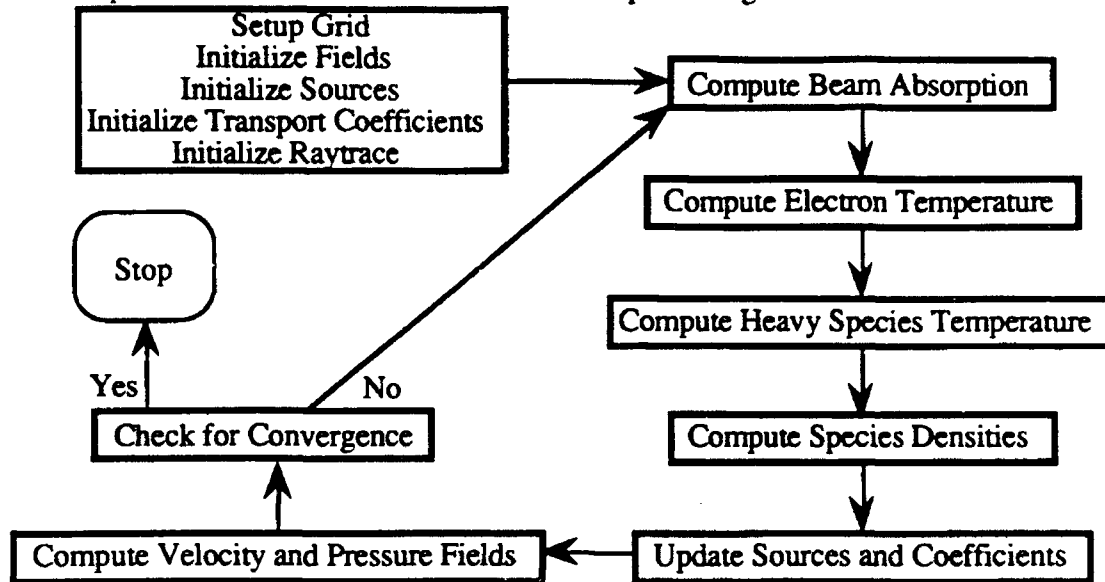 Setup Grid
Initialize Fields
Initialize Sources
Initialize Transport Coefficients
Initialize Raytrace
Compute Beam Absorption
Compute Electron Temperature
Compute Heavy Species Temperature
Compute Species Densities
Update Sources and Coefficients
Compute Velocity and Pressure Fields
Check for Convergence
Yes
No
Stop